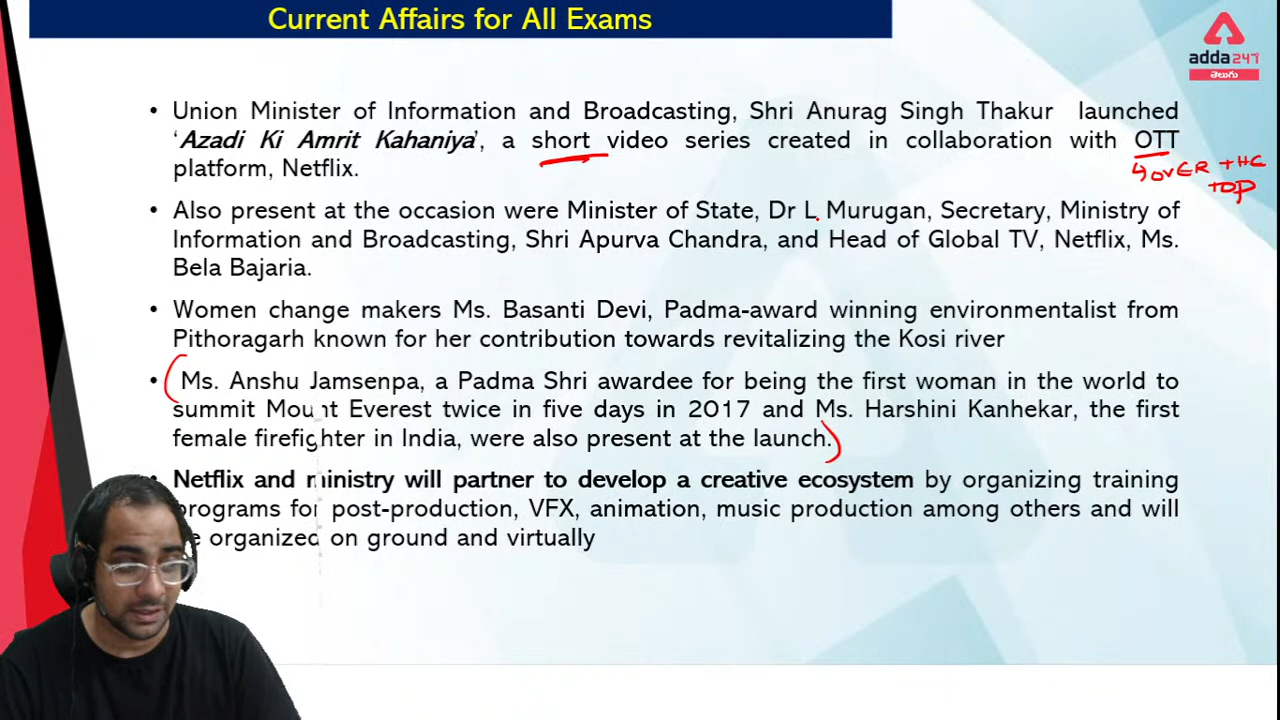 Current Affairs for All Exams
adda247
తెలుగు
• Union Minister of Information and Broadcasting, Shri Anurag Singh Thakur launched
'Azadi Ki Amrit Kahaniya', a short video series created in collaboration with OTT
platform, Netflix.
↳ OVER THE
TOP
• Also present at the occasion were Minister of State, Dr L Murugan, Secretary, Ministry of
Information and Broadcasting, Shri Apurva Chandra, and Head of Global TV, Netflix, Ms.
Bela Bajaria.
• Women change makers Ms. Basanti Devi, Padma-award winning environmentalist from
Pithoragarh known for her contribution towards revitalizing the Kosi river
• Ms. Anshu Jamsenpa, a Padma Shri awardee for being the first woman in the world to
summit Mount Everest twice in five days in 2017 and Ms. Harshini Kanhekar, the first
female firefighter in India, were also present at the launch.
• Netflix and ministry will partner to develop a creative ecosystem by organizing training
programs for post-production, VFX, animation, music production among others and will
organized on ground and virtually